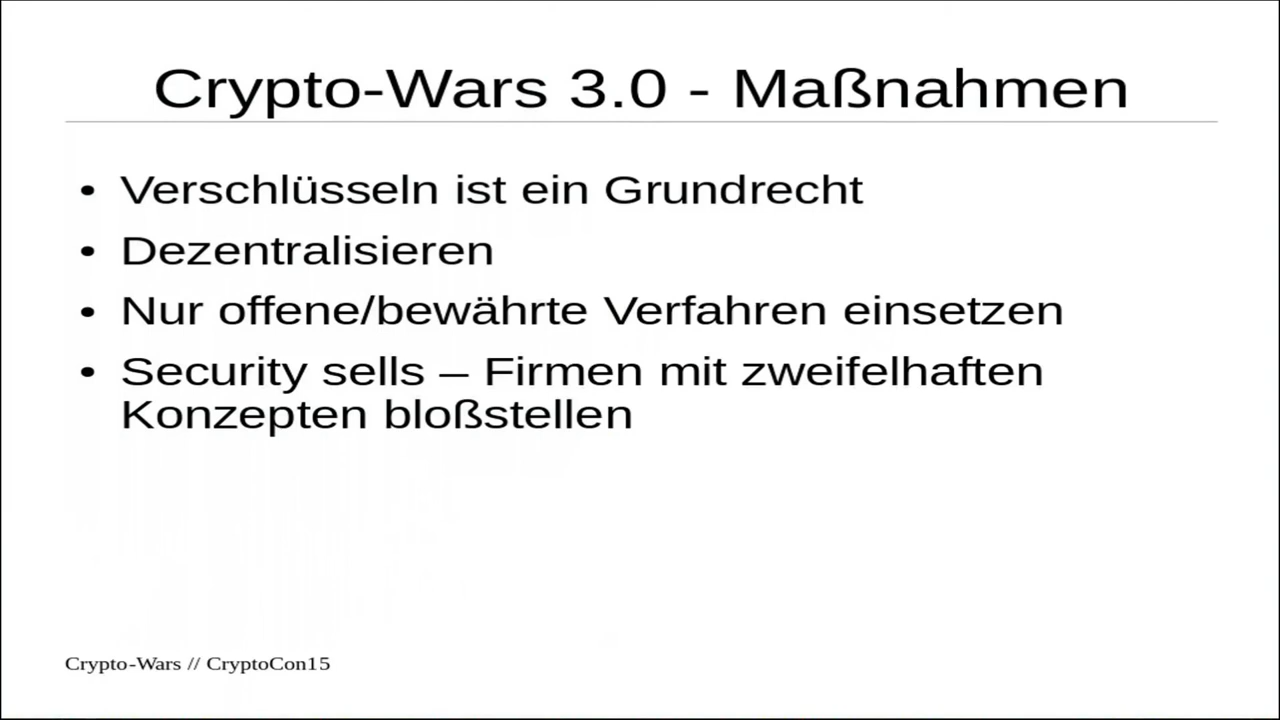 Crypto-Wars 3.0 - Maßnahmen
• Verschlüsseln ist ein Grundrecht
• Dezentralisieren
• Nur offene/bewährte Verfahren einsetzen
• Security sells – Firmen mit zweifelhaften
Konzepten bloßstellen
Crypto-Wars // CryptoCon15